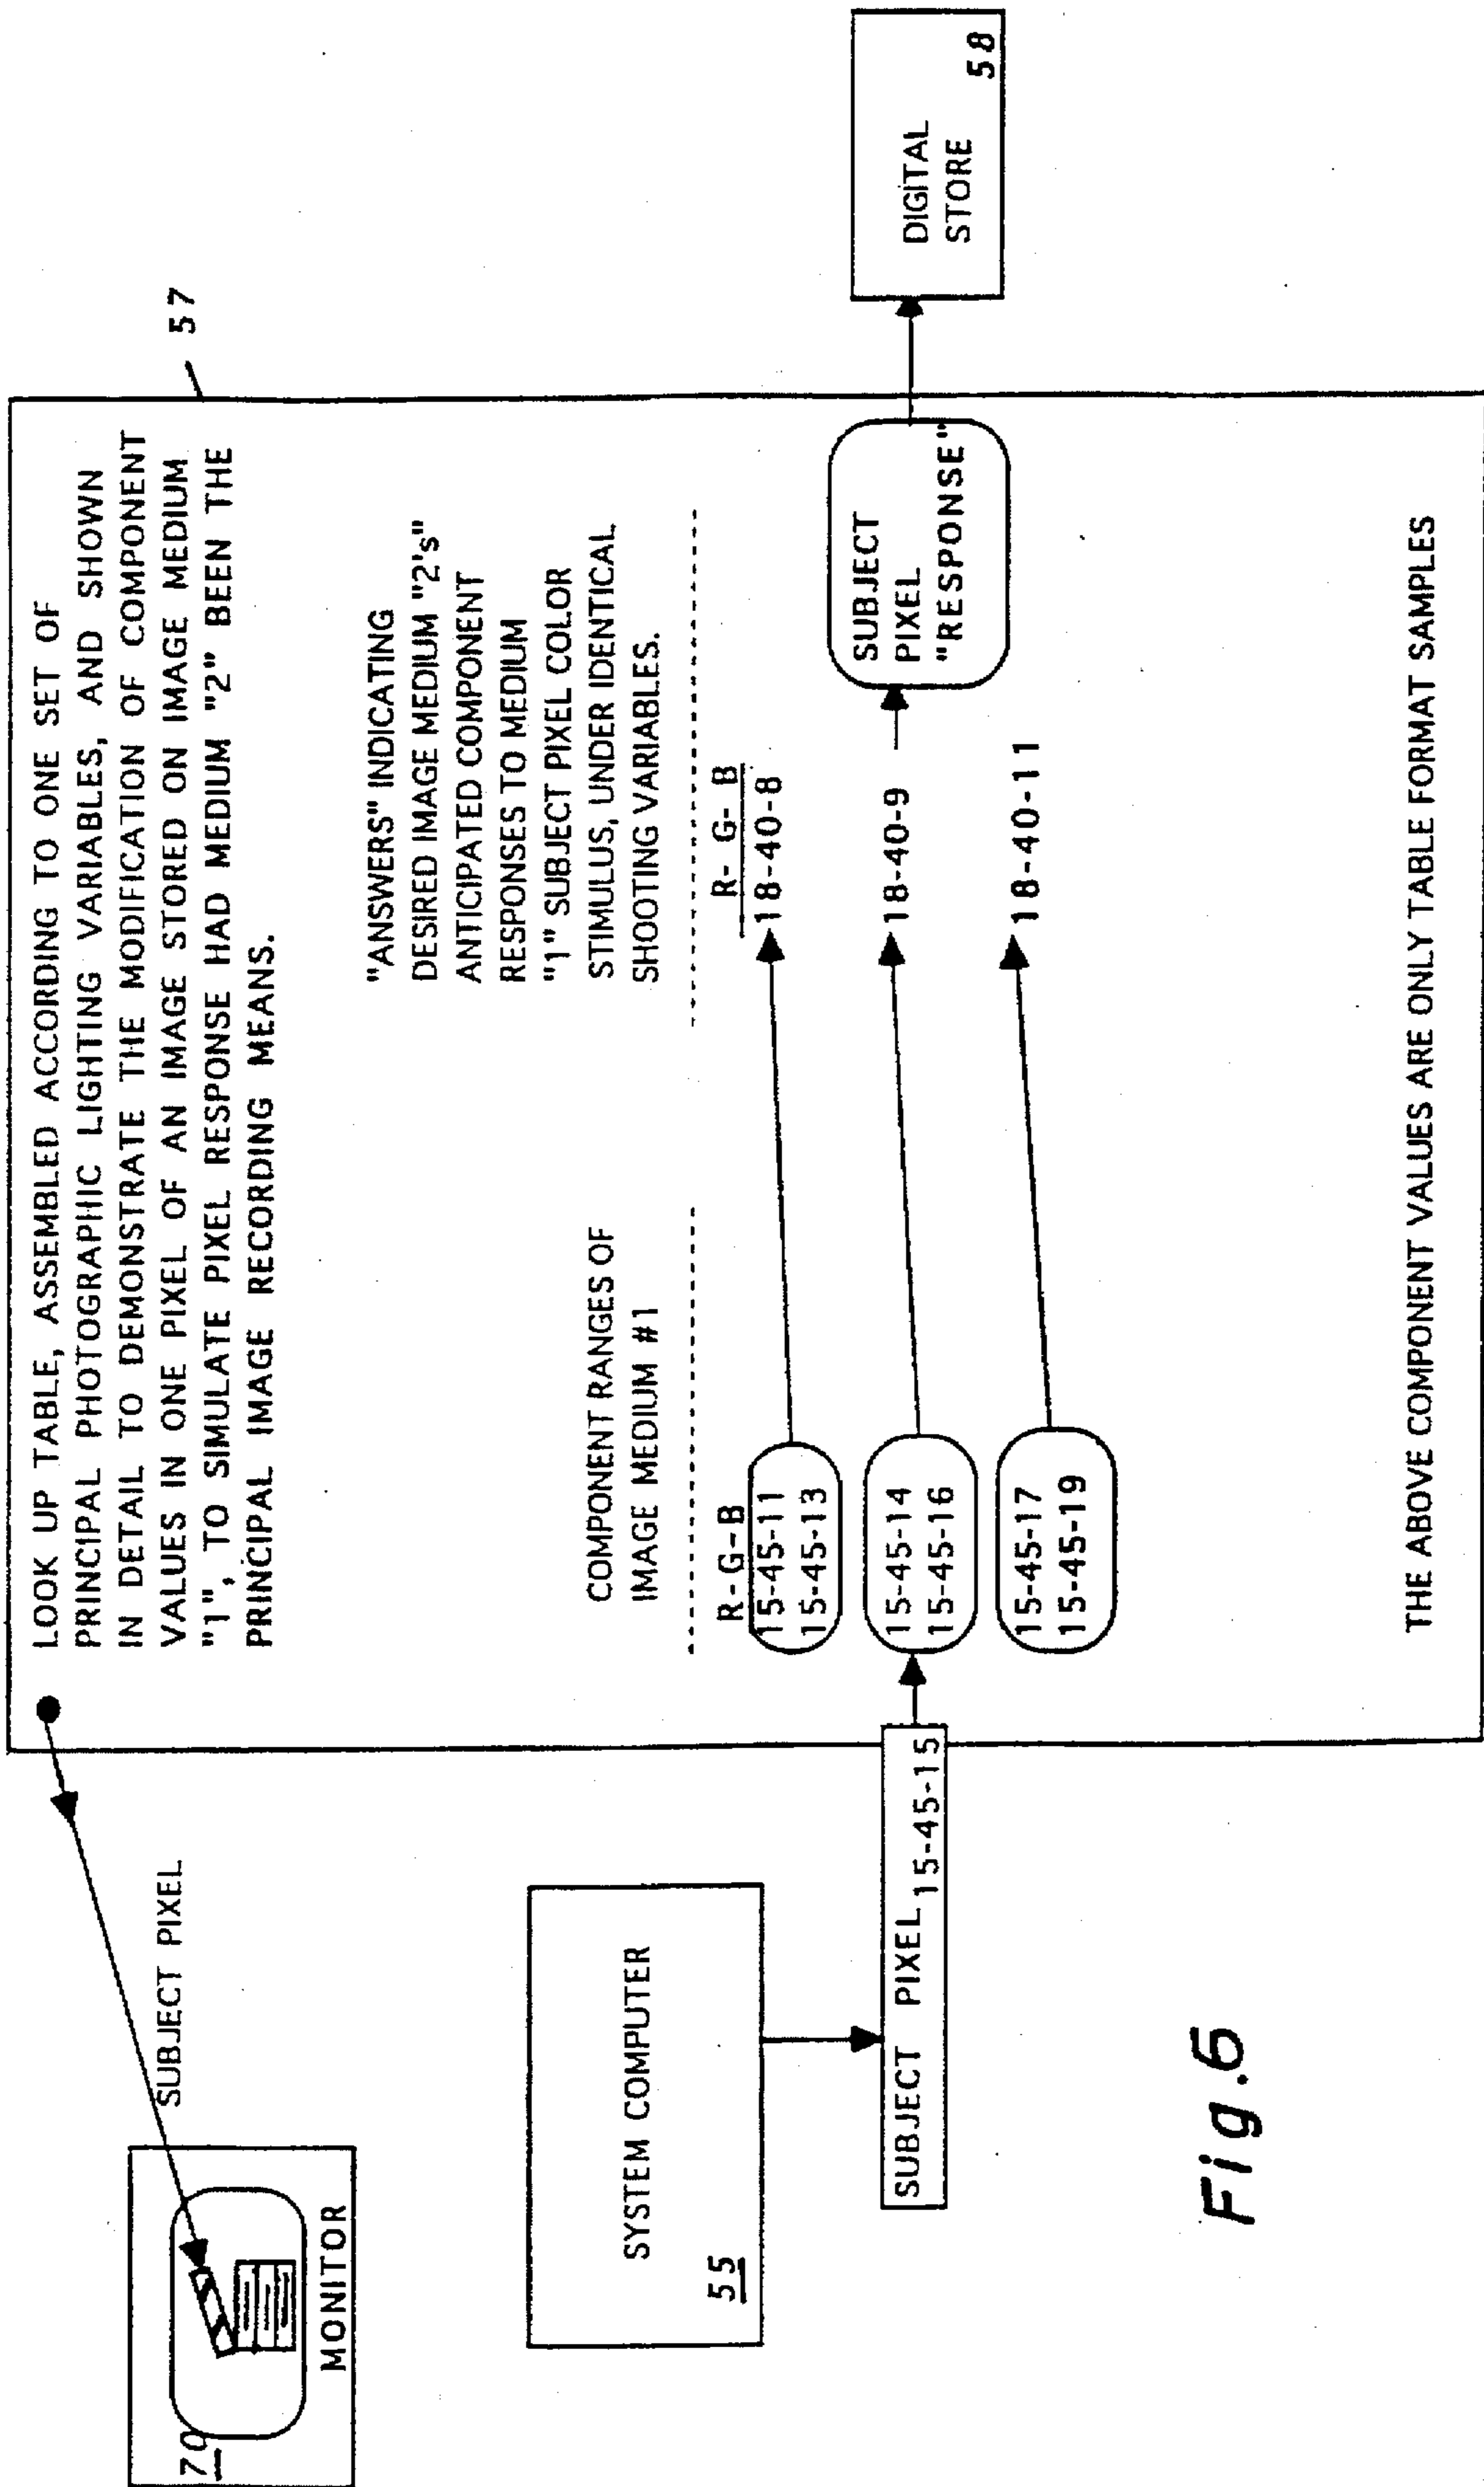 LOOK UP TABLE, ASSEMBLED ACCORDING TO ONE SET OF
PRINCIPAL PHOTOGRAPHIC LIGHTING VARIABLES, AND SHOWN
IN DETAIL TO DEMONSTRATE THE MODIFICATION OF COMPONENT
VALUES IN ONE PIXEL OF AN IMAGE STORED ON IMAGE MEDIUM
"1", TO SIMULATE PIXEL RESPONSE HAD MEDIUM "2" BEEN THE
PRINCIPAL IMAGE RECORDING MEANS.
57
70
MONITOR
SUBJECT PIXEL
SYSTEM COMPUTER
55
SUBJECT PIXEL 15-45-15
COMPONENT RANGES OF
IMAGE MEDIUM #1
R-G-B
15-45-11
15-45-13
15-45-14
15-45-16
15-45-17
15-45-19
"ANSWERS" INDICATING
DESIRED IMAGE MEDIUM "2's"
ANTICIPATED COMPONENT
RESPONSES TO MEDIUM
"1" SUBJECT PIXEL COLOR
STIMULUS, UNDER IDENTICAL
SHOOTING VARIABLES.
R- G- B
18-40-8
18-40-9
18-40-11
SUBJECT
PIXEL
"RESPONSE"
DIGITAL
STORE
58
THE ABOVE COMPONENT VALUES ARE ONLY TABLE FORMAT SAMPLES
Fig.6